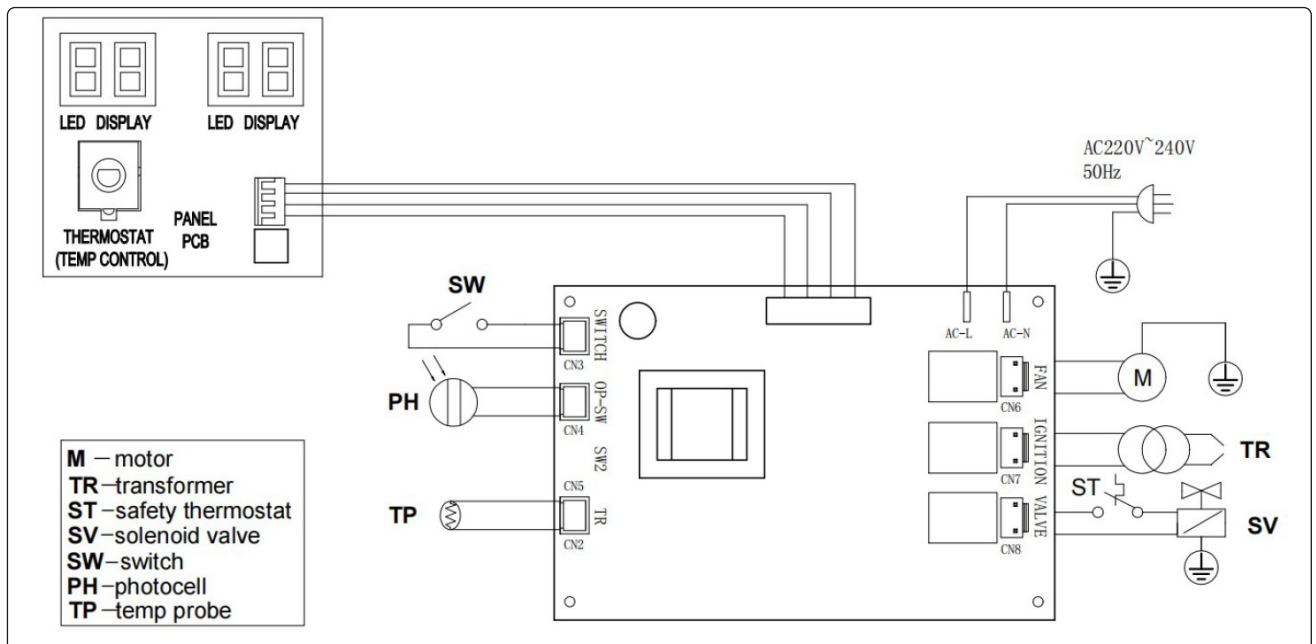 LED DISPLAY
LED DISPLAY
THERMOSTAT
(TEMP CONTROL)
PANEL
PCB
AC220V~240V
50Hz
SW
SWITCH
CN3
PH
OP-SW
CN4
SW2
CN5
TP
TR
CN2
AC-L
AC-N
FAN
CN6
M
IGNITION
CN7
TR
VALVE
CN8
ST
SV
M – motor
TR–transformer
ST–safety thermostat
SV–solenoid valve
SW–switch
PH–photocell
TP–temp probe